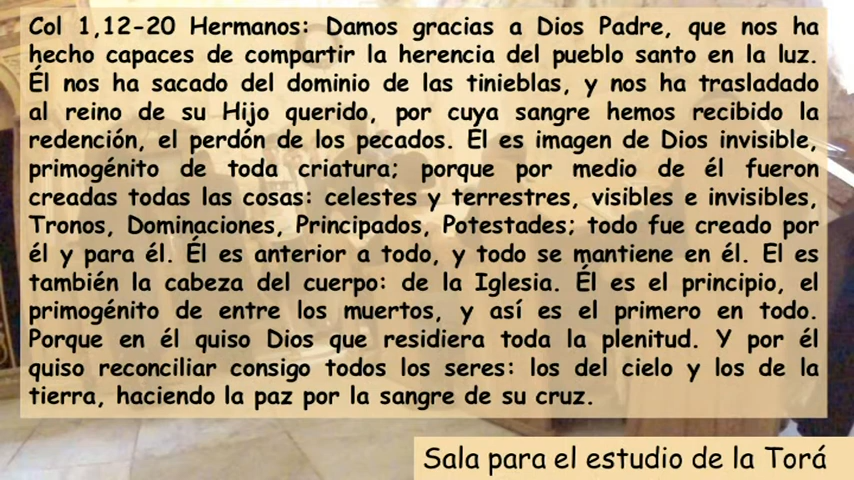 Col 1,12-20 Hermanos: Damos gracias a Dios Padre, que nos ha
hecho capaces de compartir la herencia del pueblo santo en la luz.
Él nos ha sacado del dominio de las tinieblas, y nos ha trasladado
al reino de su Hijo querido, por cuya sangre hemos recibido la
redención, el perdón de los pecados. Él es imagen de Dios invisible,
primogénito de toda criatura; porque por medio de él fueron
creadas todas las cosas: celestes y terrestres, visibles e invisibles,
Tronos, Dominaciones, Principados, Potestades; todo fue creado por
él y para él. Él es anterior a todo, y todo se mantiene en él. El es
también la cabeza del cuerpo: de la Iglesia. Él es el principio, el
primogénito de entre los muertos, y así es el primero en todo.
Porque en él quiso Dios que residiera toda la plenitud. Y por él
quiso reconciliar consigo todos los seres: los del cielo y los de la
tierra, haciendo la paz por la sangre de su cruz.
Sala para el estudio de la Torá